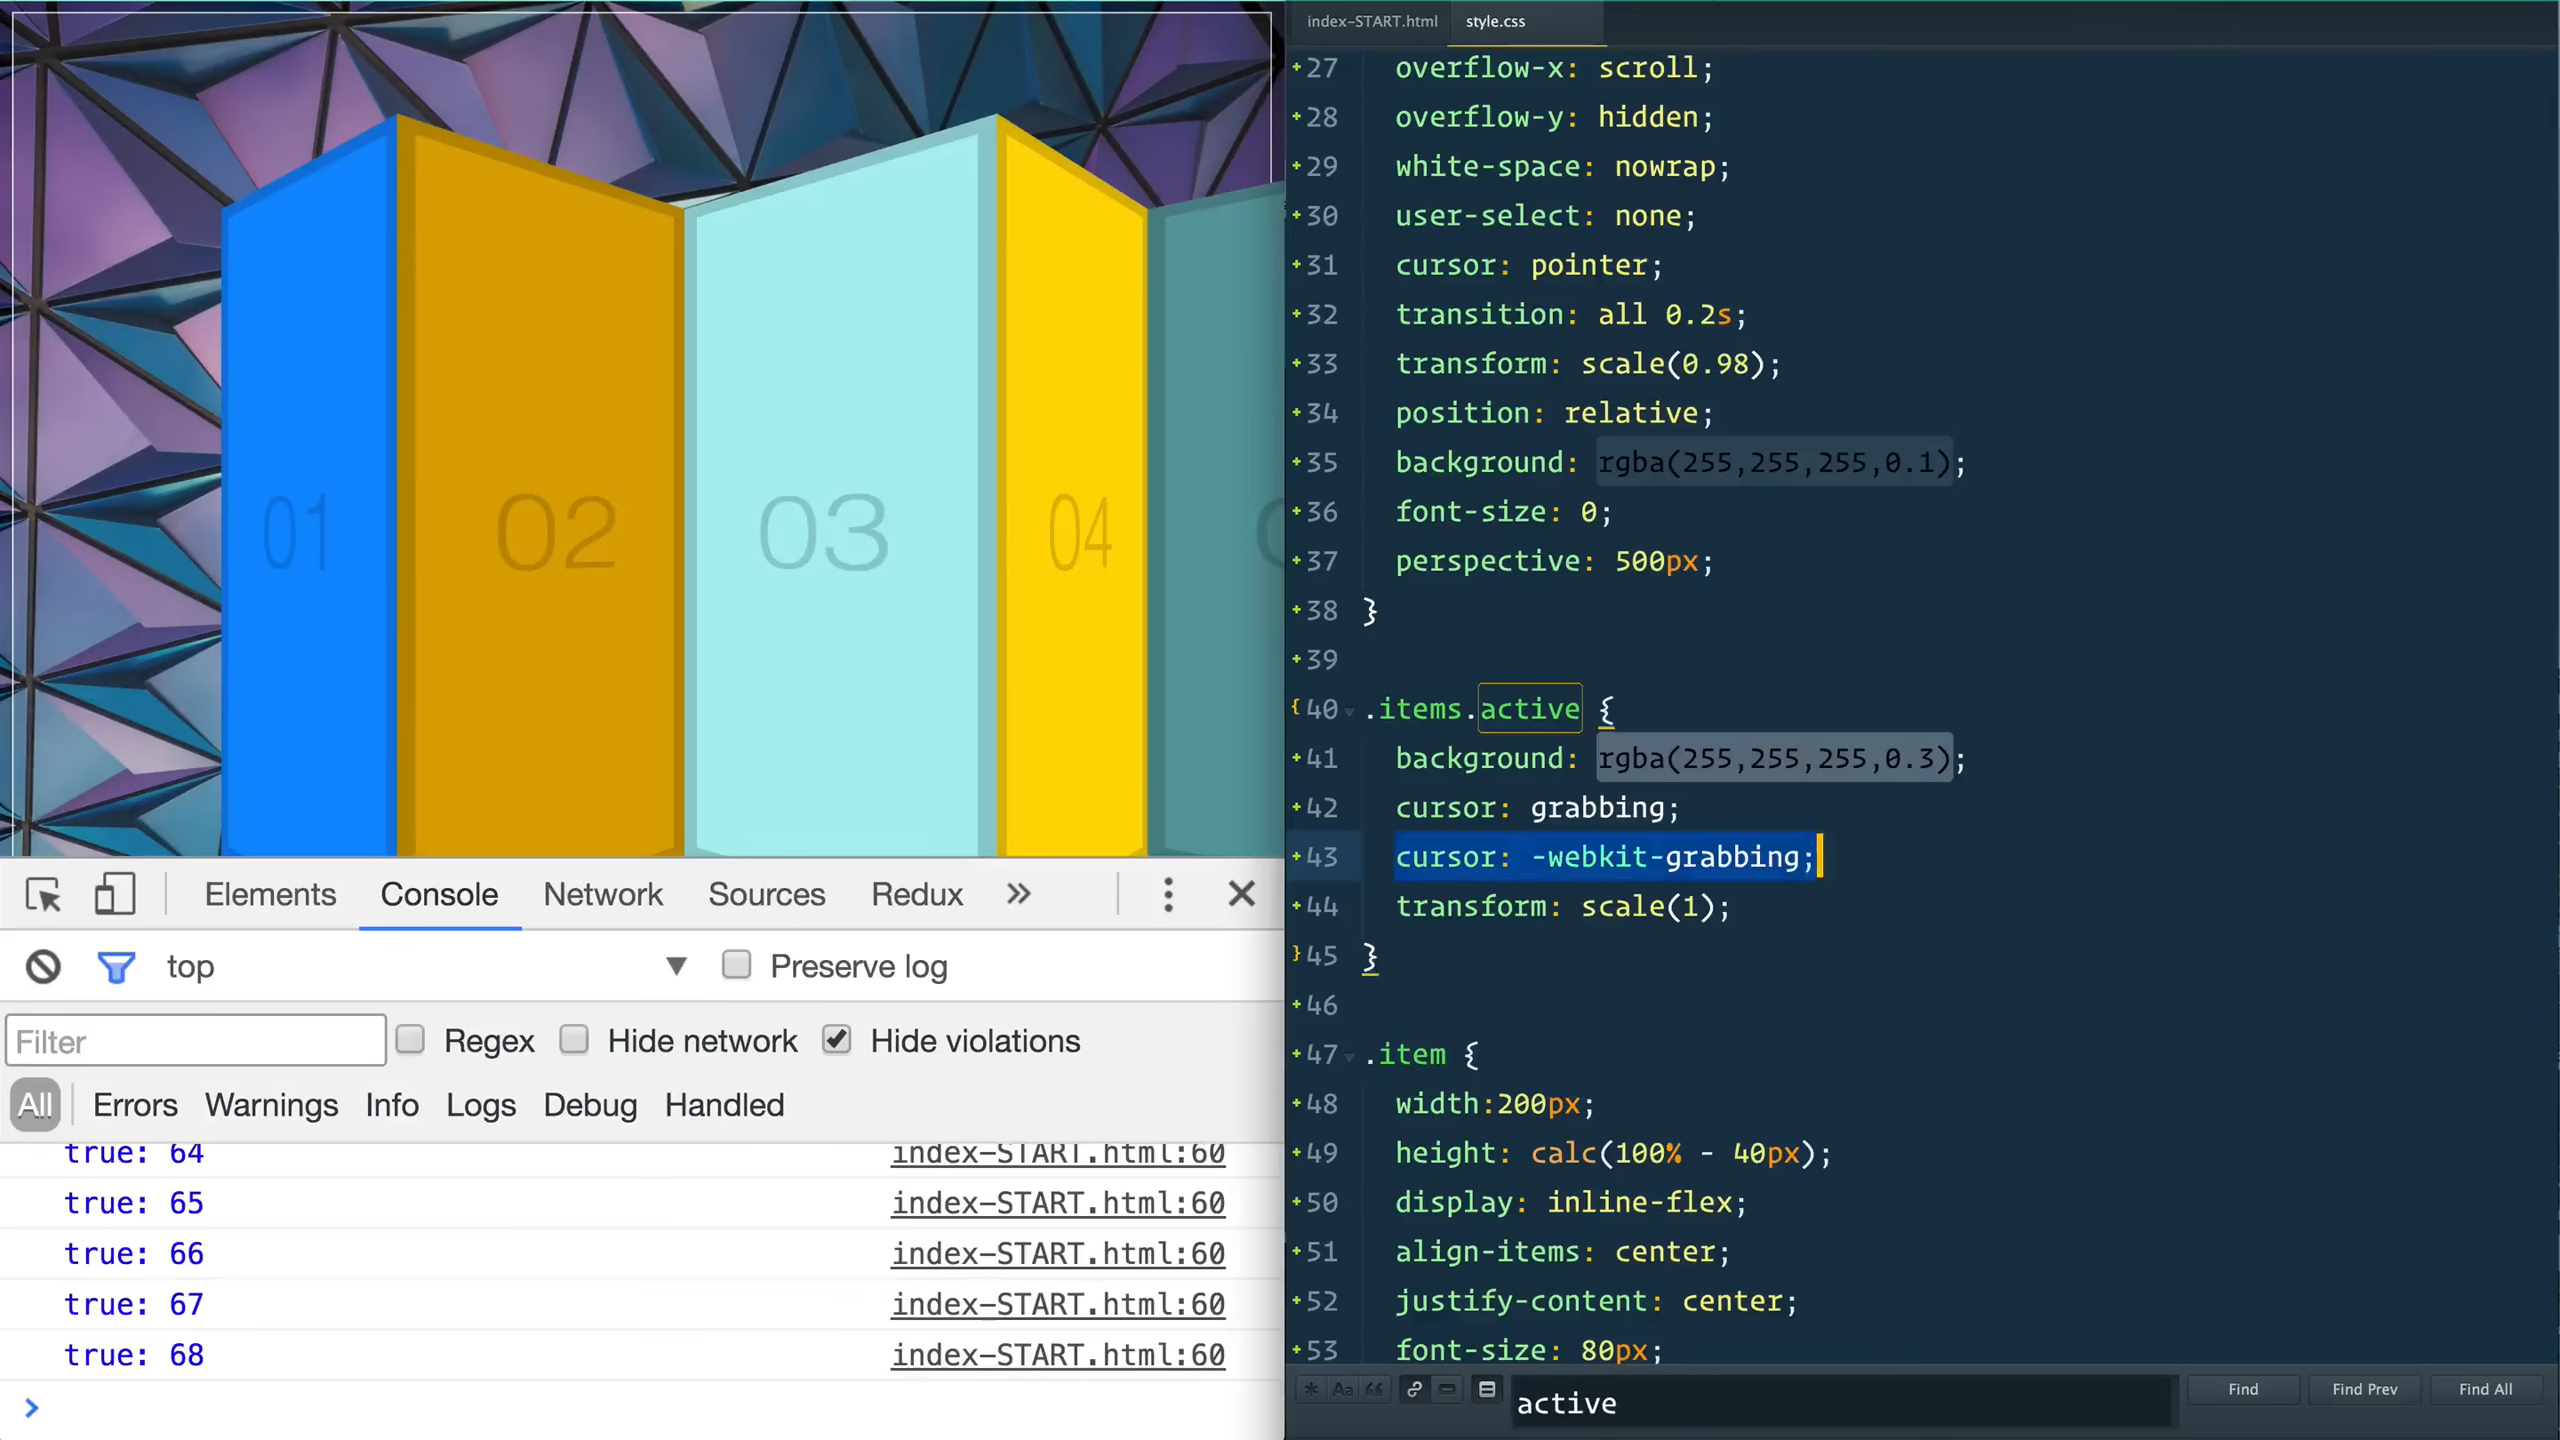 01 02 03 04
Elements Console Network Sources Redux »
top ▼ Preserve log
Filter Regex Hide network Hide violations
All Errors Warnings Info Logs Debug Handled
true: 64 index-START.html:60
true: 65 index-START.html:60
true: 66 index-START.html:60
true: 67 index-START.html:60
true: 68 index-START.html:60
>
index-START.html style.css
27 overflow-x: scroll;
28 overflow-y: hidden;
29 white-space: nowrap;
30 user-select: none;
31 cursor: pointer;
32 transition: all 0.2s;
33 transform: scale(0.98);
34 position: relative;
35 background: rgba(255,255,255,0.1);
36 font-size: 0;
37 perspective: 500px;
38 }
39
40 .items.active {
41 background: rgba(255,255,255,0.3);
42 cursor: grabbing;
43 cursor: -webkit-grabbing;
44 transform: scale(1);
45 }
46
47 .item {
48 width:200px;
49 height: calc(100% - 40px);
50 display: inline-flex;
51 align-items: center;
52 justify-content: center;
53 font-size: 80px;
.* Aa “ active Find Find Prev Find All